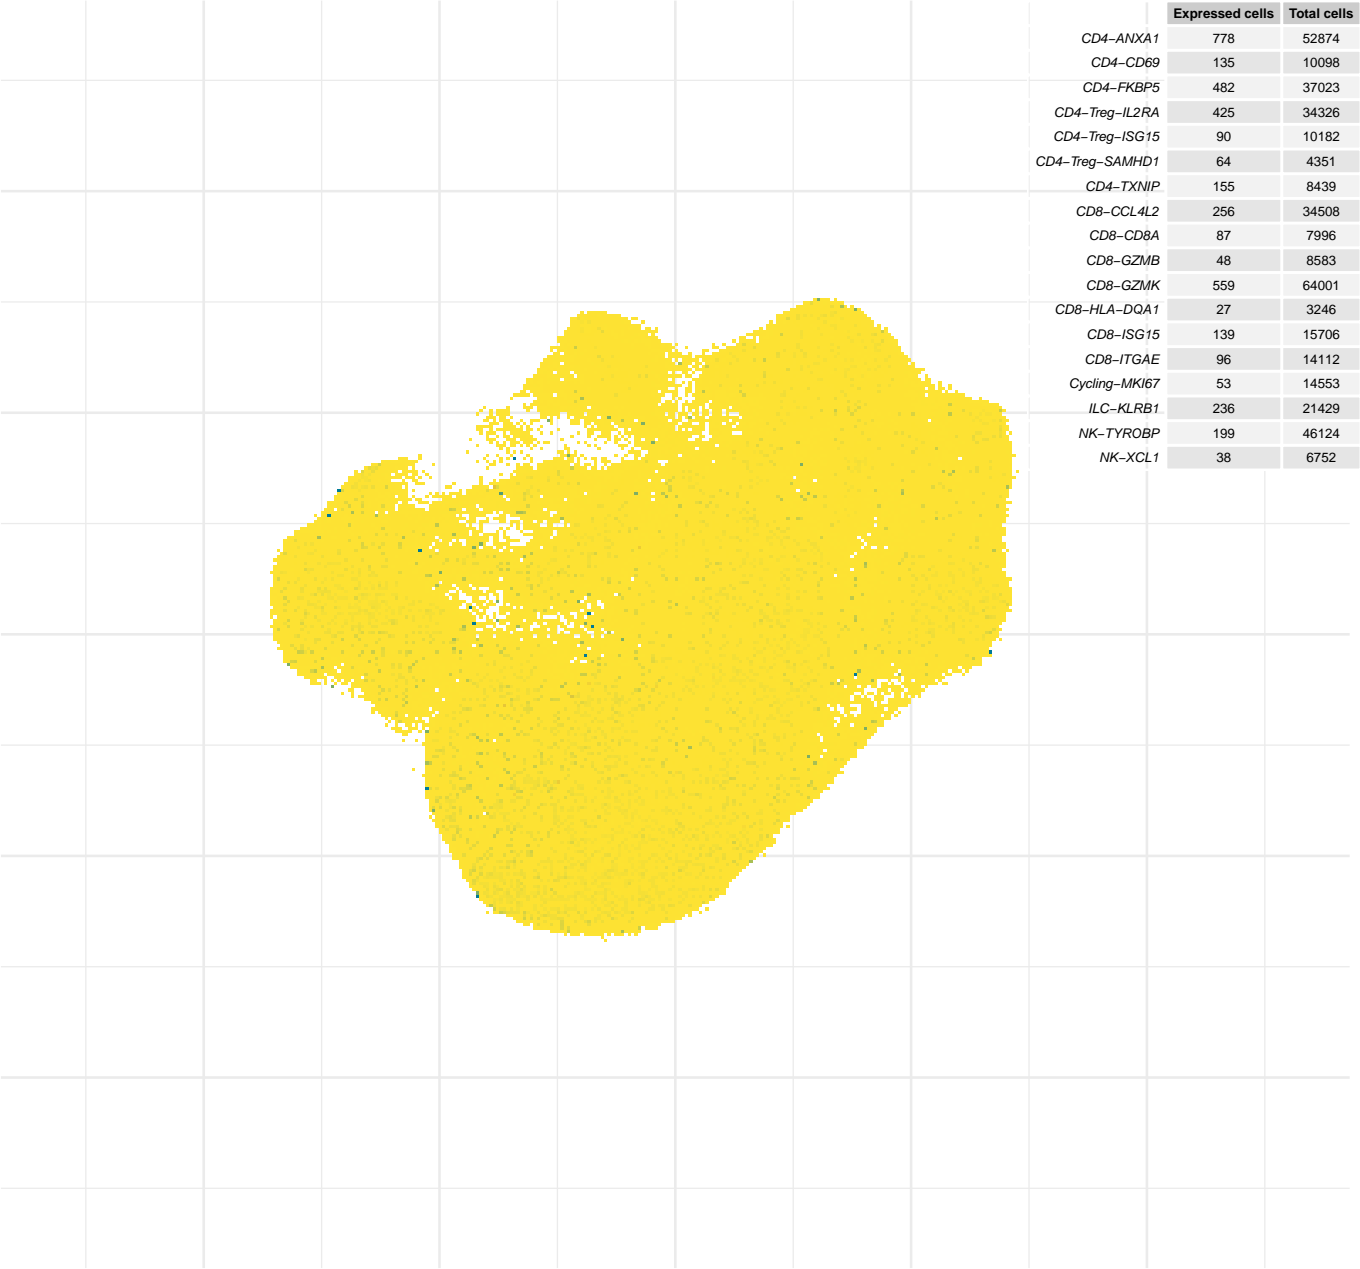 Expressed cells Total cells
CD4−ANXA1 778 52874
CD4−CD69 135 10098
CD4−FKBP5 482 37023
CD4−Treg−IL2RA 425 34326
CD4−Treg−ISG15 90 10182
CD4−Treg−SAMHD1 64 4351
CD4−TXNIP 155 8439
CD8−CCL4L2 256 34508
CD8−CD8A 87 7996
CD8−GZMB 48 8583
CD8−GZMK 559 64001
CD8−HLA−DQA1 27 3246
CD8−ISG15 139 15706
CD8−ITGAE 96 14112
Cycling−MKI67 53 14553
ILC−KLRB1 236 21429
NK−TYROBP 199 46124
NK−XCL1 38 6752